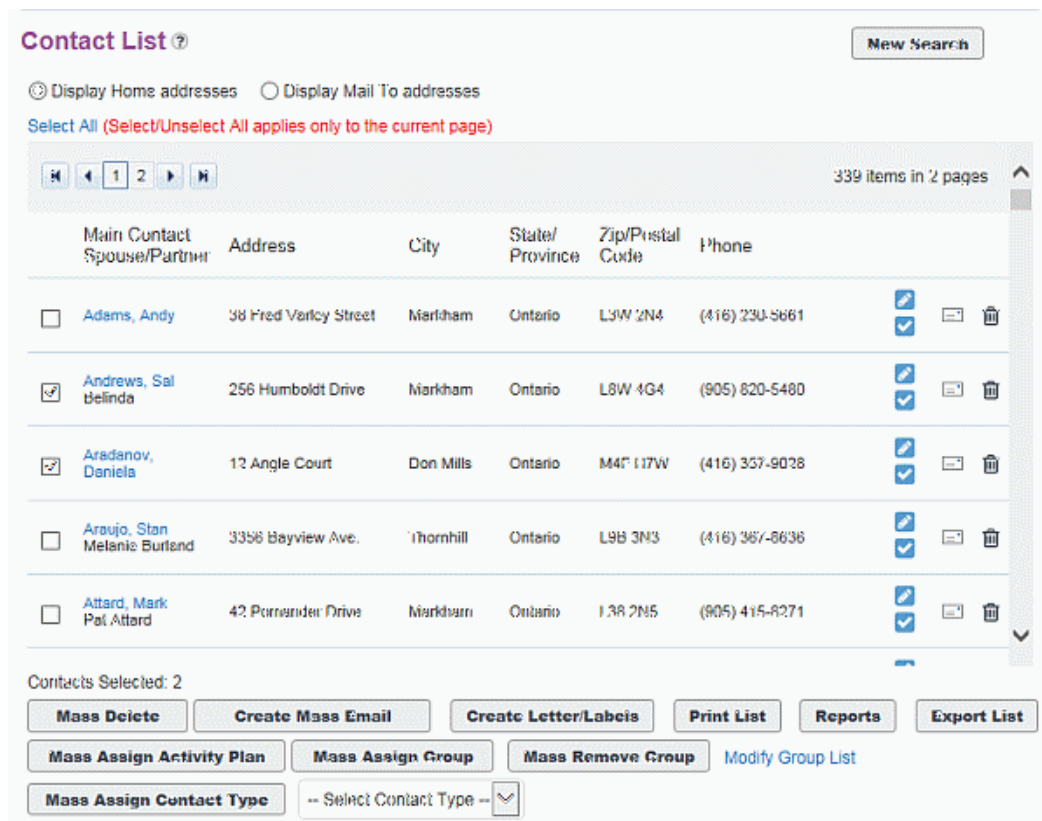 Contact List ?
New Search
Display Home addresses Display Mail To addresses
Select All (Select/Unselect All applies only to the current page)
1 2 339 items in 2 pages
Main Contact Spouse/Partner Address City State/Province Zip/Postal Code Phone
Adams, Andy 38 Fred Varley Street Markham Ontario L3W 2N4 (416) 230-5661
Andrews, Sal 256 Humboldt Drive Markham Ontario L8W 4G4 (905) 820-5480
Belinda
Aradanov, Daniela 12 Angle Court Don Mills Ontario (416) 357-9028
Araujo, Stan 3356 Bayview Ave. Thornhill Ontario L9B 3N3 (416) 367-8636
Melanie Burland
Attard, Mark 42 Pomander Drive Markham Ontario 2N5 (905) 415-8271
Pat Attard
Contacts Selected: 2
Mass Delete Create Mass Email Create Letter/Labels Print List Reports Export List
Mass Assign Activity Plan Mass Assign Group Mass Remove Group Modify Group List
Mass Assign Contact Type -- Select Contact Type --